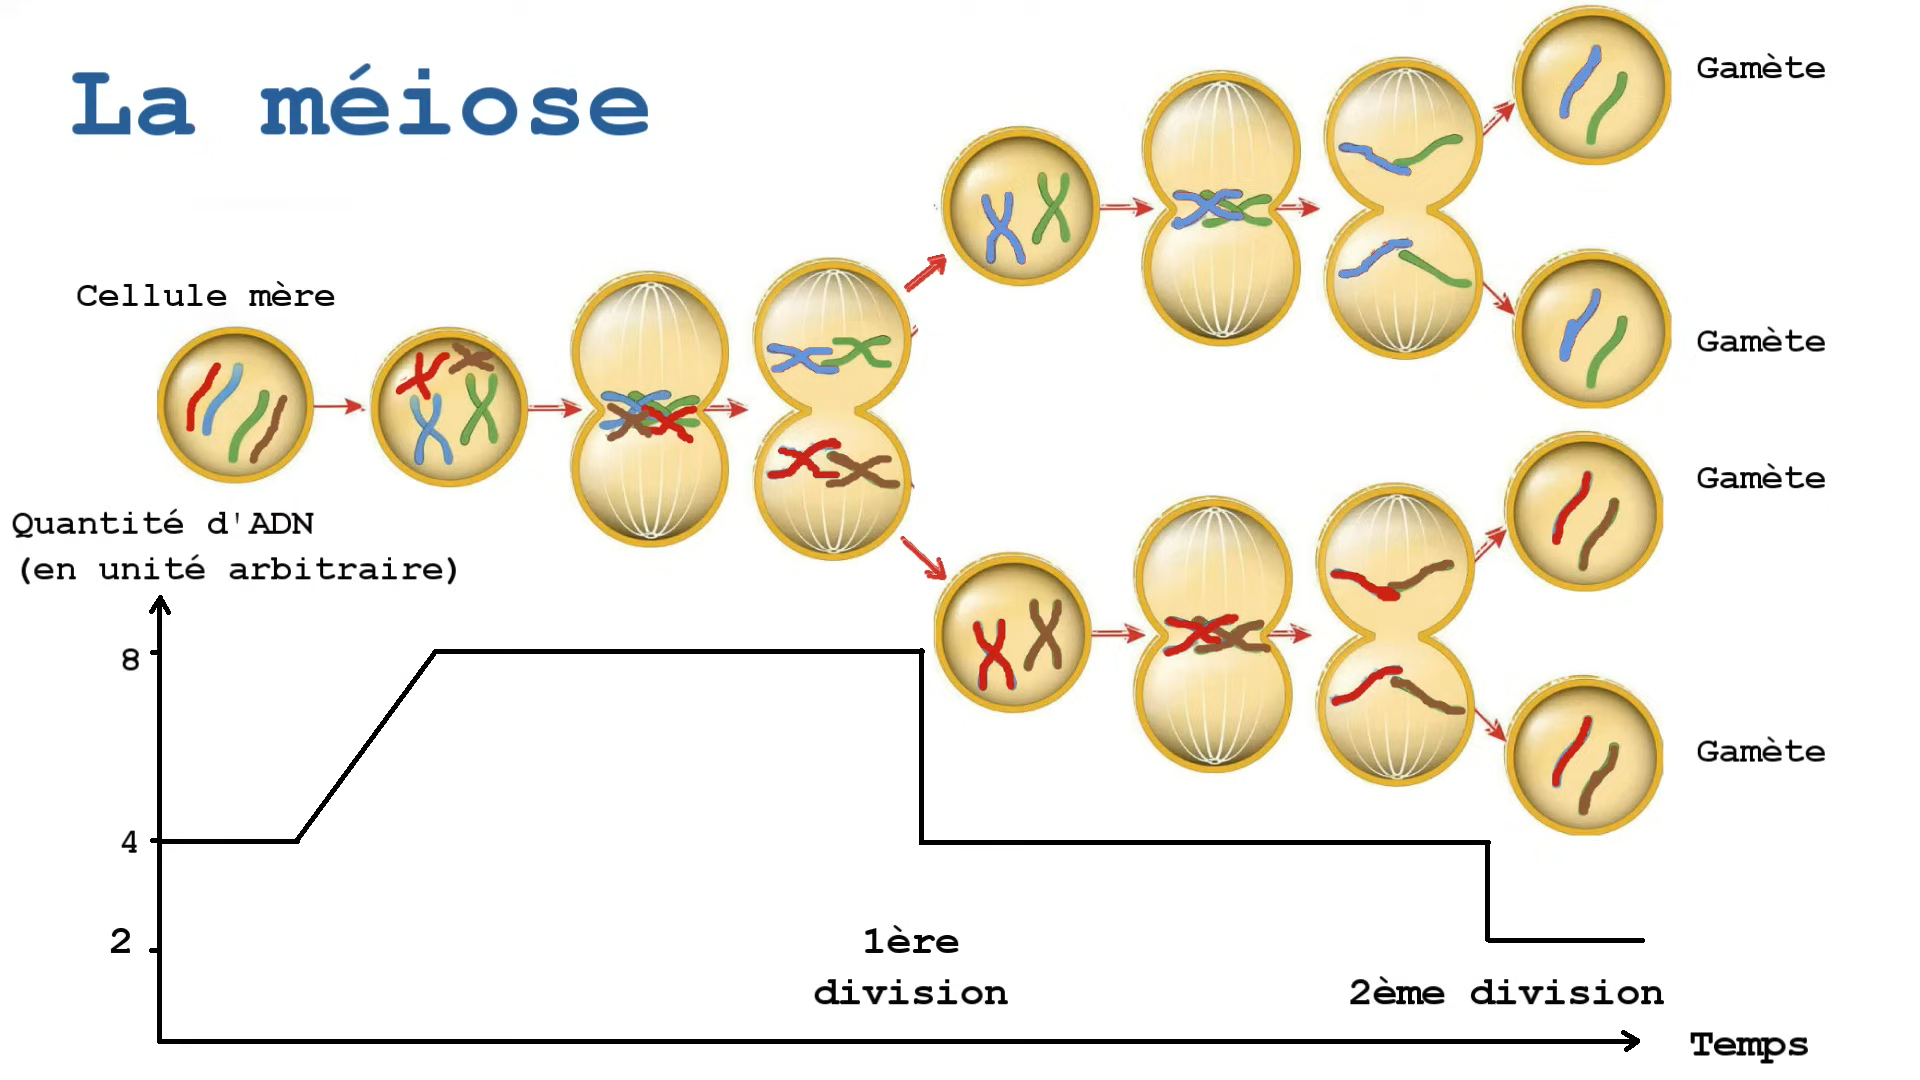 La méiose
Gamète
Cellule mère
Gamète
Gamète
Quantité d'ADN
(en unité arbitraire)
8
Gamète
4
2
1ère
division
2ème division
Temps